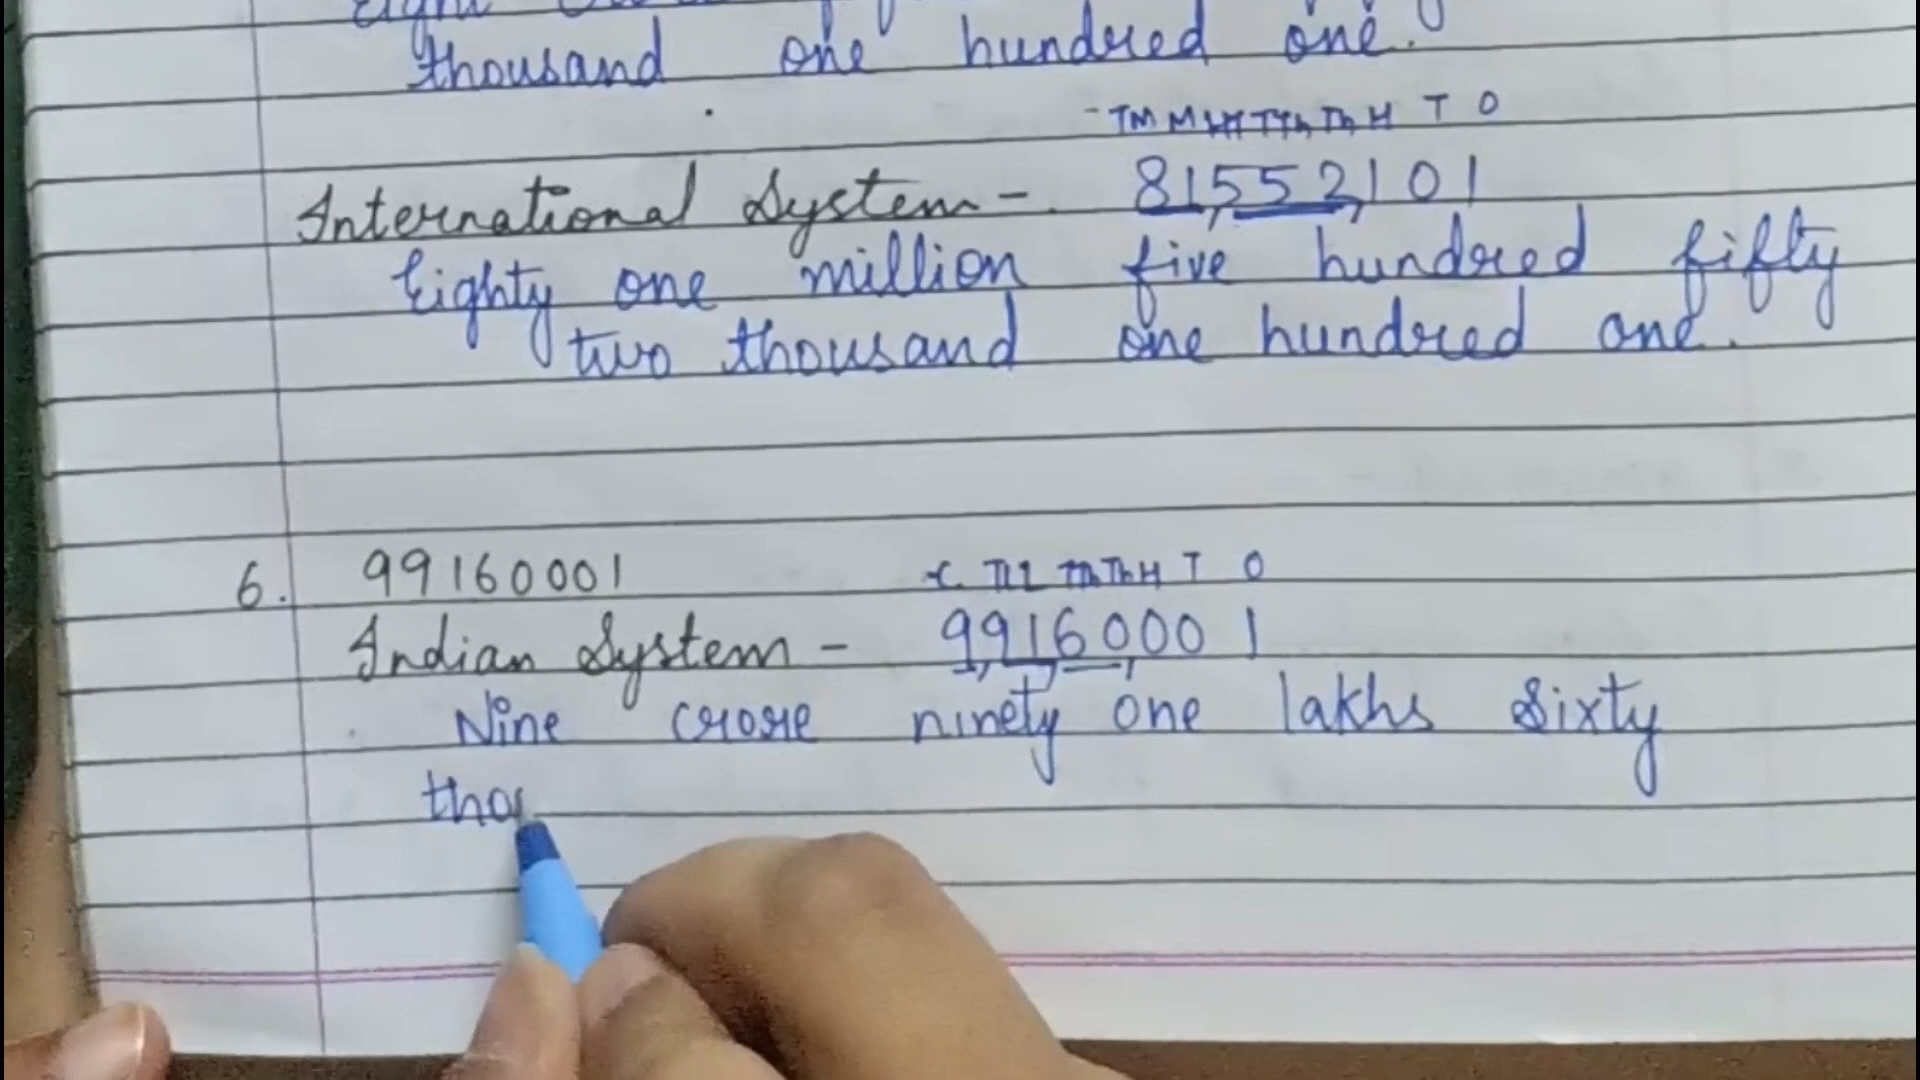 thousand one hundred one.
- TM M HTh TTh Th H T O
International System - 81,552,101
Eighty one million five hundred fifty
two thousand one hundred one.
6. 99160001 C TL L TTh Th H T O
Indian System - 9,91,60,001
Nine crore ninety one lakhs sixty
thou